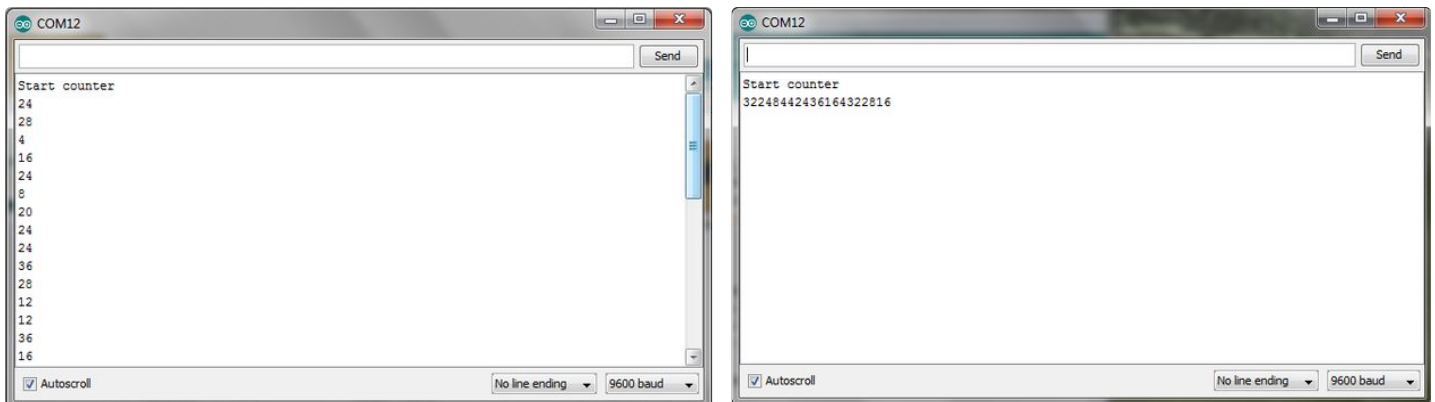 COM12
Send
Start counter
24
28
4
16
24
8
20
24
24
36
28
12
12
36
16
Autoscroll
No line ending
9600 baud
COM12
Send
Start counter
32248442436164322816
Autoscroll
No line ending
9600 baud